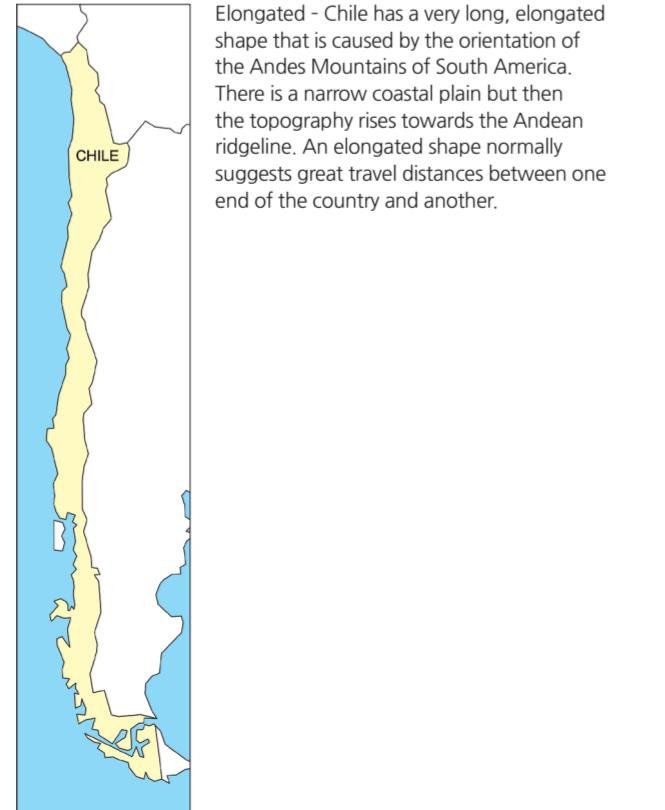 Elongated - Chile has a very long, elongated
shape that is caused by the orientation of
the Andes Mountains of South America.
There is a narrow coastal plain but then
the topography rises towards the Andean
ridgeline. An elongated shape normally
suggests great travel distances between one
end of the country and another.
CHILE